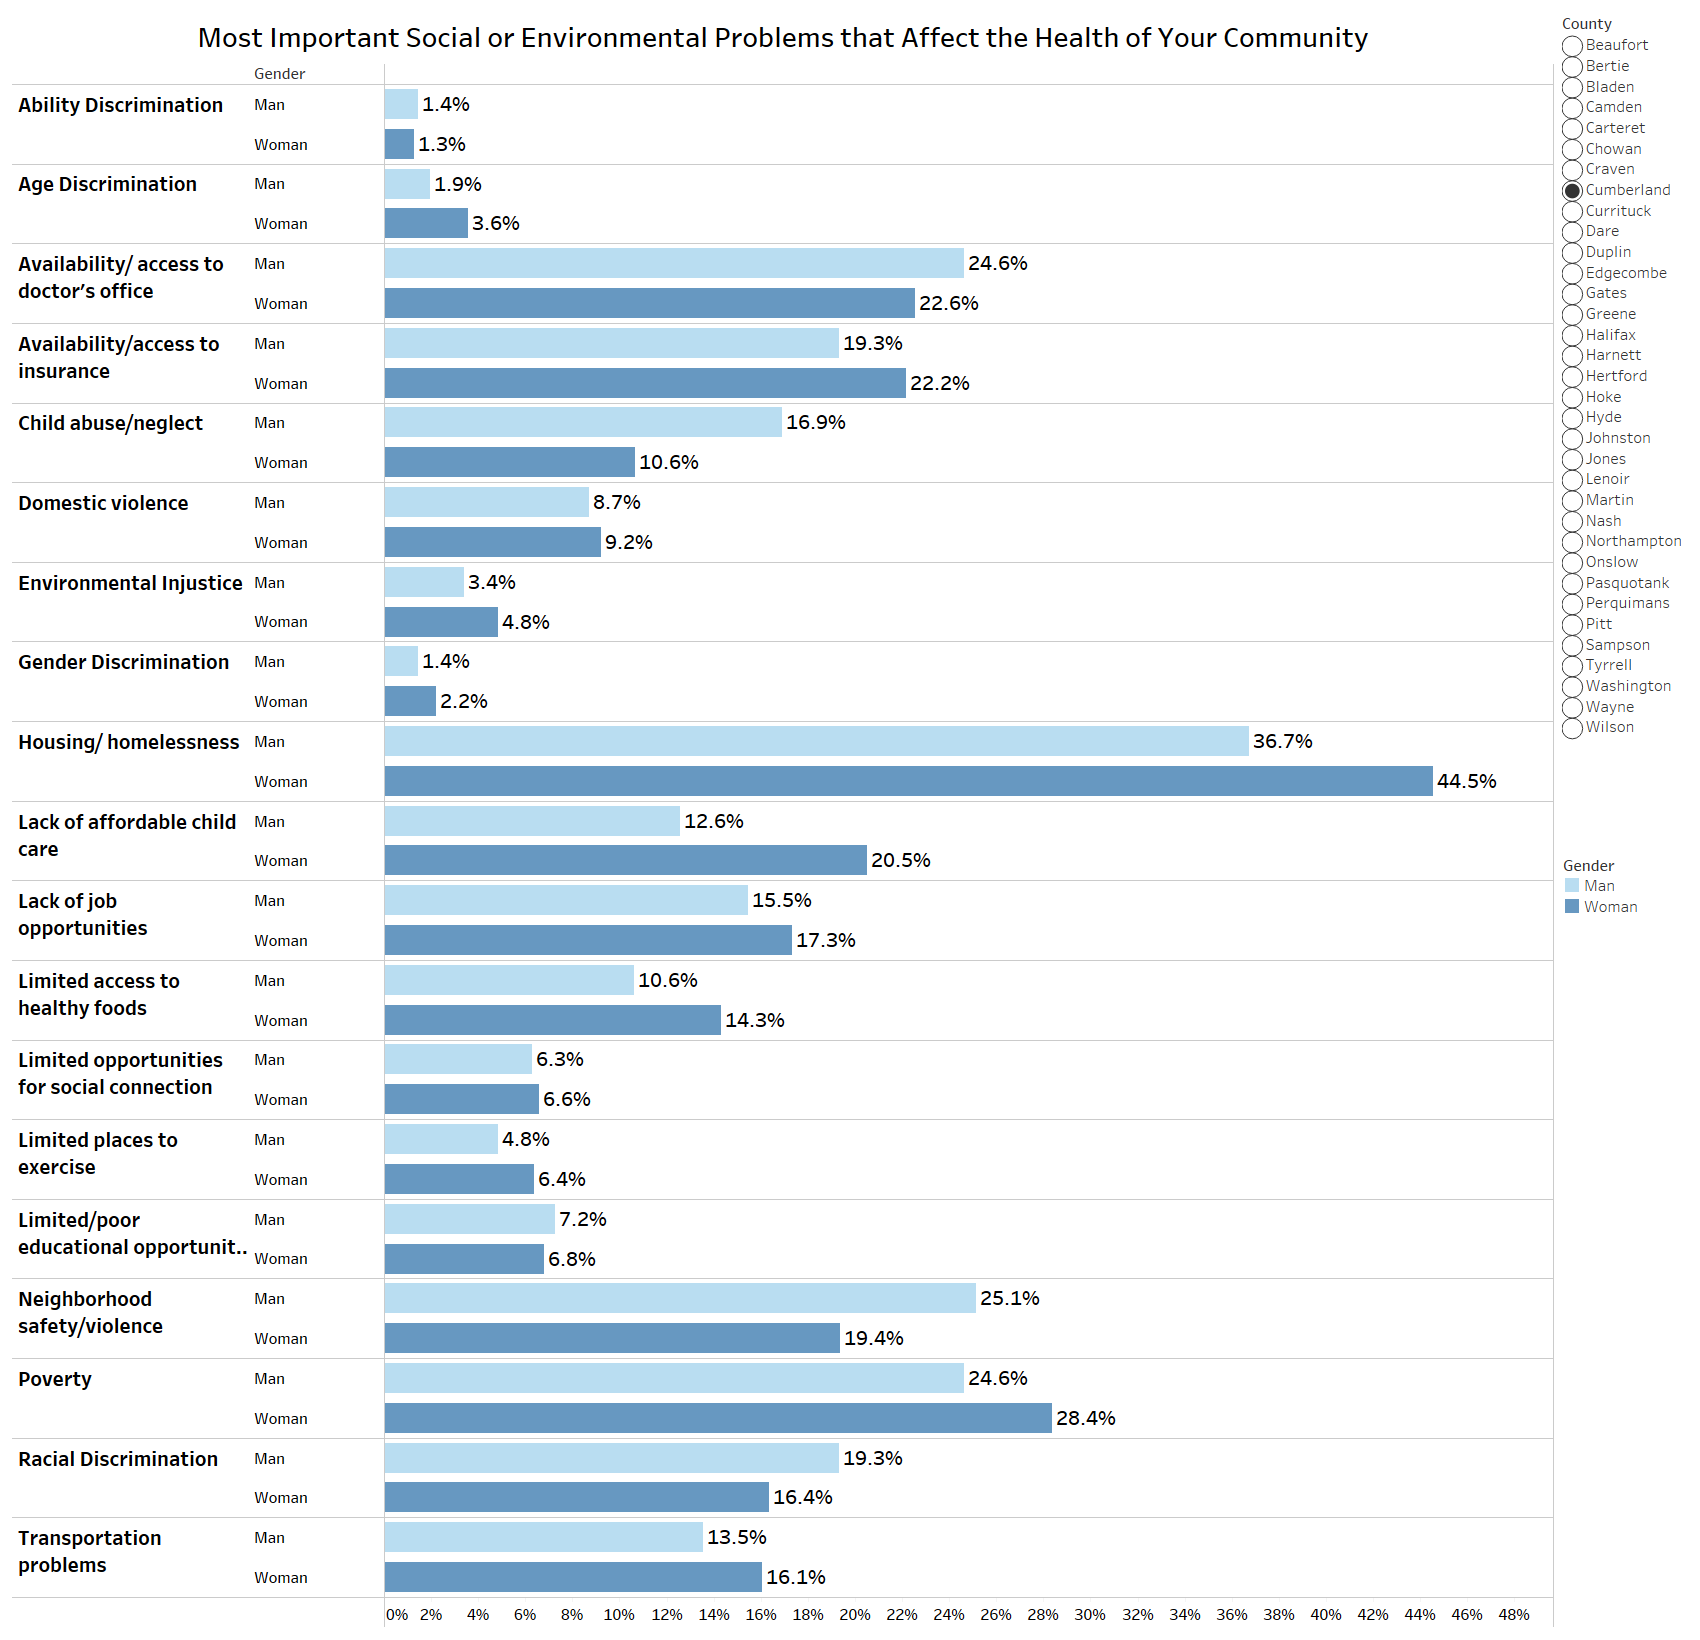 Most Important Social or Environmental Problems that Affect the Health of Your Community
Gender
Ability Discrimination
Man
1.4%
Woman
1.3%
Age Discrimination
Man
1.9%
Woman
3.6%
Availability/ access to
doctor's office
Man
24.6%
Woman
22.6%
Availability/access to
insurance
Man
19.3%
Woman
22.2%
Child abuse/neglect
Man
16.9%
Woman
10.6%
Domestic violence
Man
8.7%
Woman
9.2%
Environmental Injustice
Man
3.4%
Woman
4.8%
Gender Discrimination
Man
1.4%
Woman
2.2%
Housing/ homelessness
Man
36.7%
Woman
44.5%
Lack of affordable child
care
Man
12.6%
Woman
20.5%
Lack of job
opportunities
Man
15.5%
Woman
17.3%
Limited access to
healthy foods
Man
10.6%
Woman
14.3%
Limited opportunities
for social connection
Man
6.3%
Woman
6.6%
Limited places to
exercise
Man
4.8%
Woman
6.4%
Limited/poor
educational opportunit..
Man
7.2%
Woman
6.8%
Neighborhood
safety/violence
Man
25.1%
Woman
19.4%
Poverty
Man
24.6%
Woman
28.4%
Racial Discrimination
Man
19.3%
Woman
16.4%
Transportation
problems
Man
13.5%
Woman
16.1%
0% 2% 4% 6% 8% 10% 12% 14% 16% 18% 20% 22% 24% 26% 28% 30% 32% 34% 36% 38% 40% 42% 44% 46% 48%
County
Beaufort
Bertie
Bladen
Camden
Carteret
Chowan
Craven
Cumberland
Currituck
Dare
Duplin
Edgecombe
Gates
Greene
Halifax
Harnett
Hertford
Hoke
Hyde
Johnston
Jones
Lenoir
Martin
Nash
Northampton
Onslow
Pasquotank
Perquimans
Pitt
Sampson
Tyrrell
Washington
Wayne
Wilson
Gender
Man
Woman